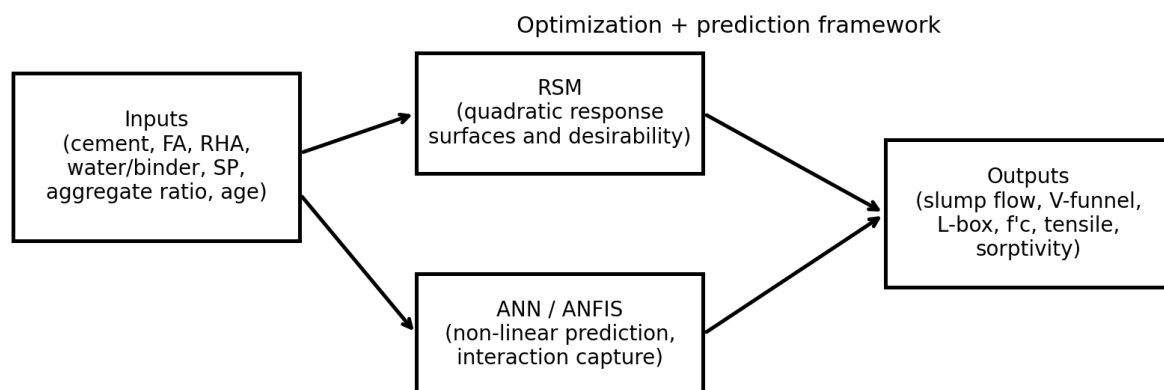 Optimization + prediction framework
Inputs
(cement, FA, RHA,
water/binder, SP,
aggregate ratio, age)
RSM
(quadratic response
surfaces and desirability)
ANN / ANFIS
(non-linear prediction,
interaction capture)
Outputs
(slump flow, V-funnel,
L-box, f'c, tensile,
sorptivity)